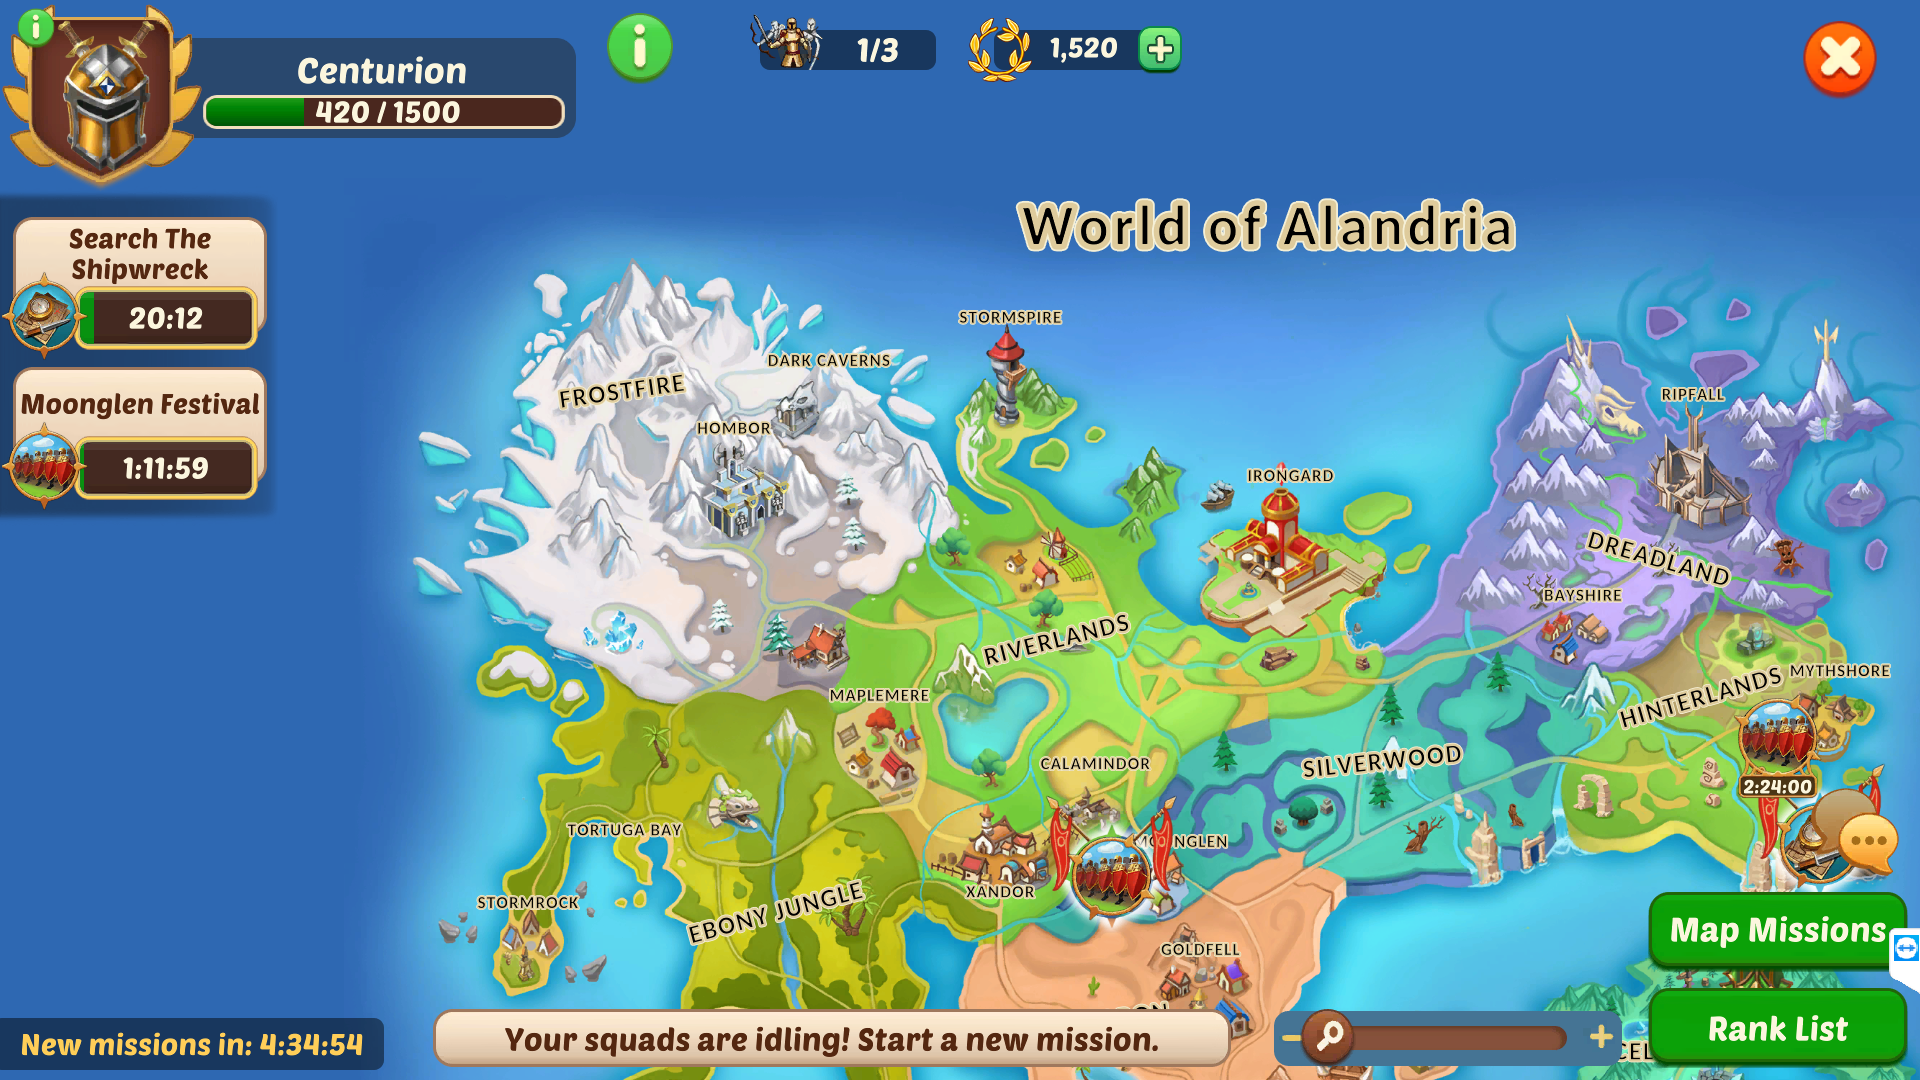 Centurion
420 / 1500
1/3
1,520
Search The
Shipwreck
20:12
Moonglen Festival
1:11:59
World of Alandria
STORMSPIRE
DARK CAVERNS
FROSTFIRE
HOMBOR
RIPFALL
IRONGARD
DREADLAND
BAYSHIRE
RIVERLANDS
MAPLEMERE
MYTHSHORE
HINTERLANDS
CALAMINDOR
SILVERWOOD
2:24:00
TORTUGA BAY
NGLEN
XANDOR
STORMROCK
EBONY JUNGLE
GOLDFELL
Map Missions
Your squads are idling! Start a new mission.
Rank List
New missions in: 4:34:54